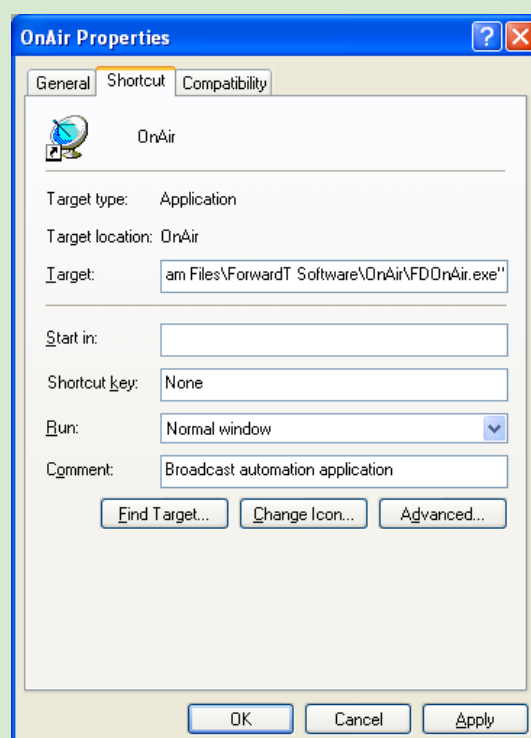 OnAir Properties
General Shortcut Compatibility
OnAir
Target type: Application
Target location: OnAir
Target: am Files\ForwardT Software\OnAir\FDOnAir.exe"
Start in:
Shortcut key: None
Run: Normal window
Comment: Broadcast automation application
Find Target... Change Icon... Advanced...
OK Cancel Apply